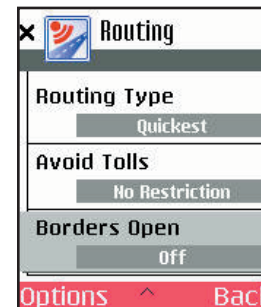 Routing
Routing Type
Quickest
Avoid Tolls
No Restriction
Borders Open
Off
Options Back